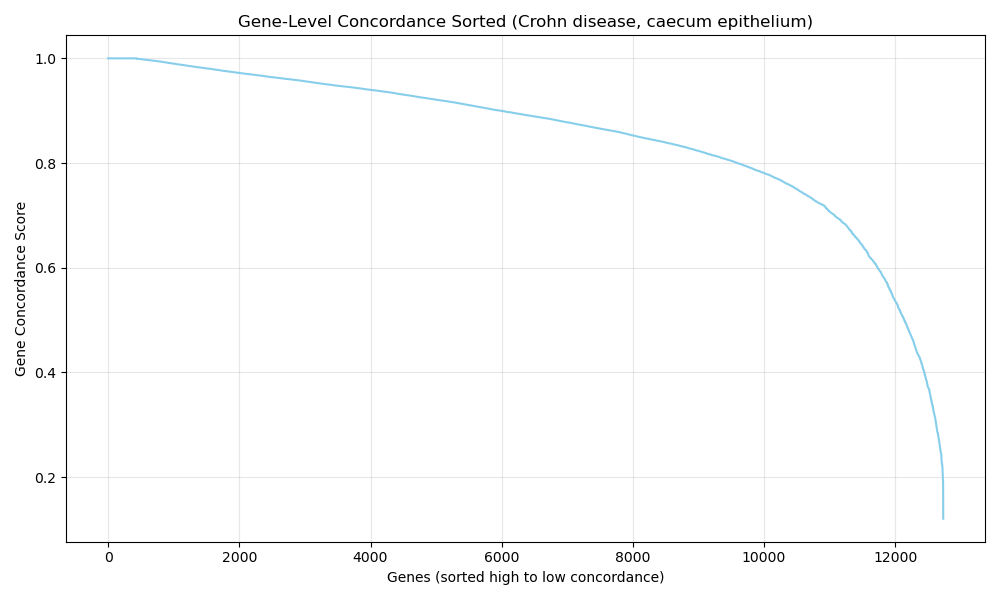 Gene-Level Concordance Sorted (Crohn disease, caecum epithelium)
Gene Concordance Score
1.0
0.8
0.6
0.4
0.2
0 2000 4000 6000 8000 10000 12000
Genes (sorted high to low concordance)